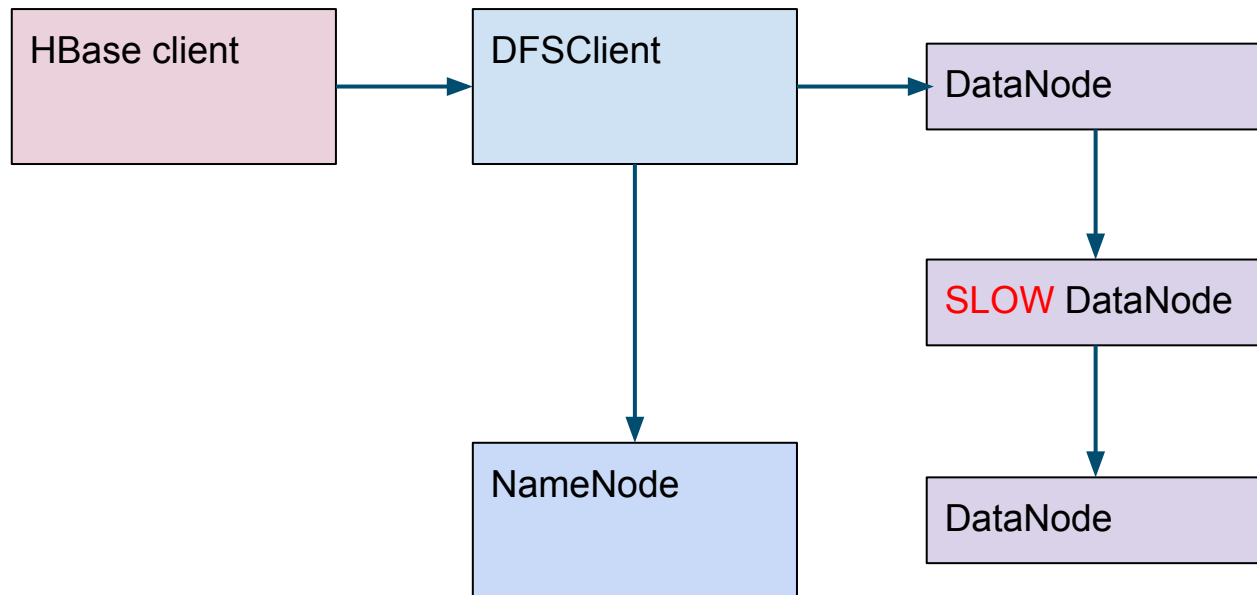 HBase client
DFSClient
DataNode
SLOW DataNode
NameNode
DataNode